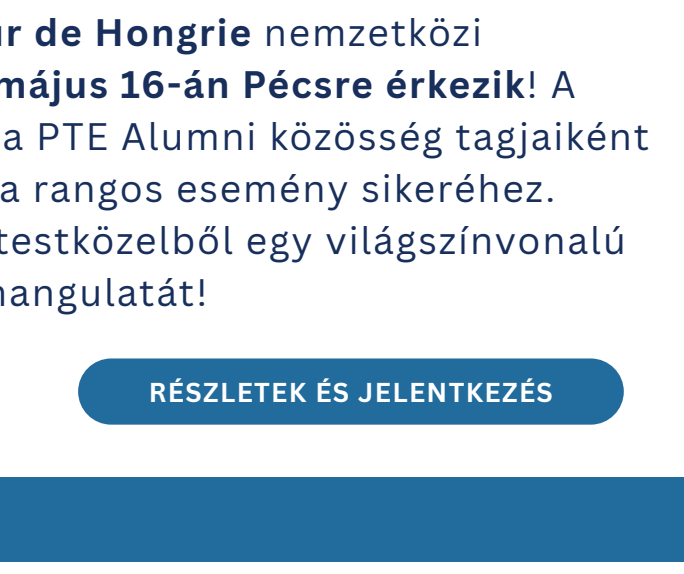 ur de Hongrie nemzetközi
május 16-án Pécsre érkezik! A
a PTE Alumni közösség tagjaiként
a rangos esemény sikeréhez.
testközelből egy világszínvonalú
hangulatát!
RÉSZLETEK ÉS JELENTKEZÉS